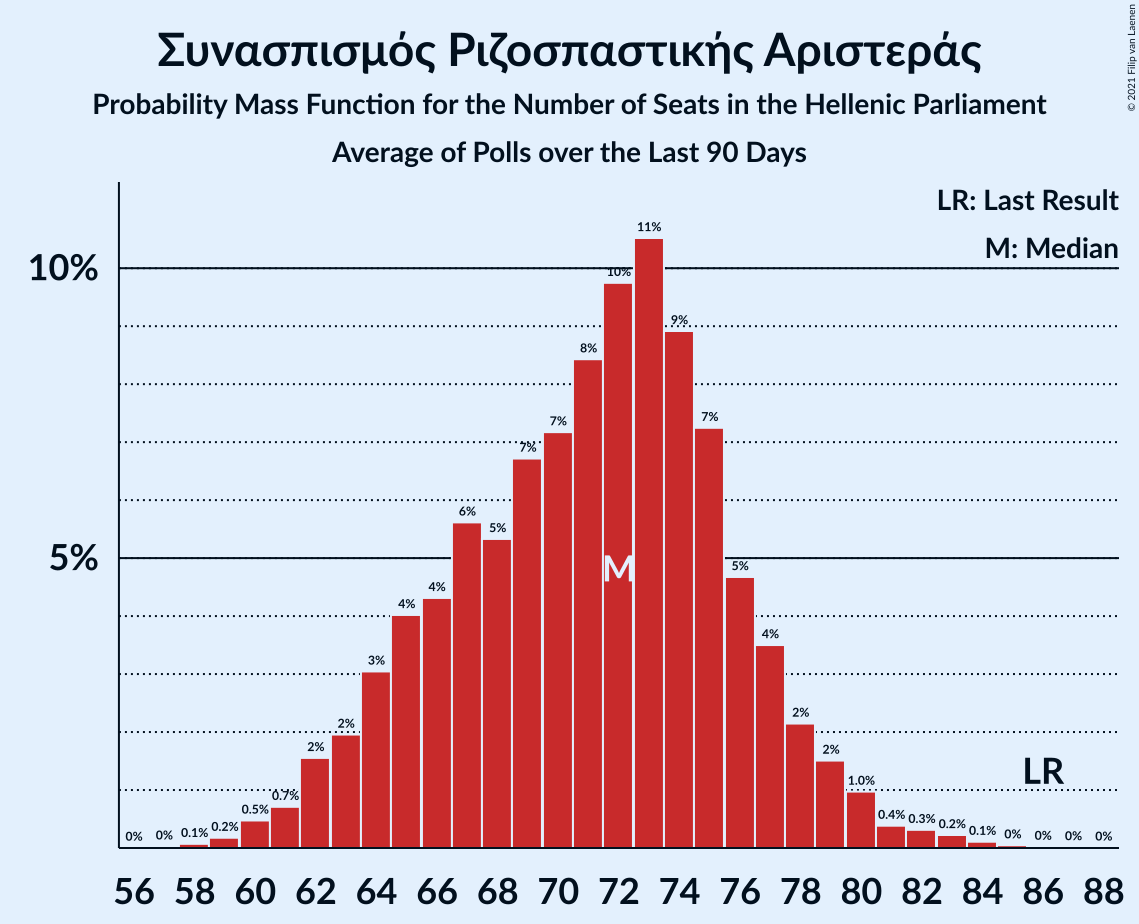 Συνασπισμός Ριζοσπαστικής Αριστεράς
Probability Mass Function for the Number of Seats in the Hellenic Parliament
Average of Polls over the Last 90 Days
© 2021 Filip van Laenen
LR: Last Result
M: Median
10%
5%
0% 0% 0.1% 0.2% 0.5% 0.7% 2% 2% 3% 4% 4% 6% 5% 7% 7% 8% 10% 11% 9% 7% 5% 4% 2% 2% 1.0% 0.4% 0.3% 0.2% 0.1% 0% 0% 0% 0%
M
LR
56 58 60 62 64 66 68 70 72 74 76 78 80 82 84 86 88